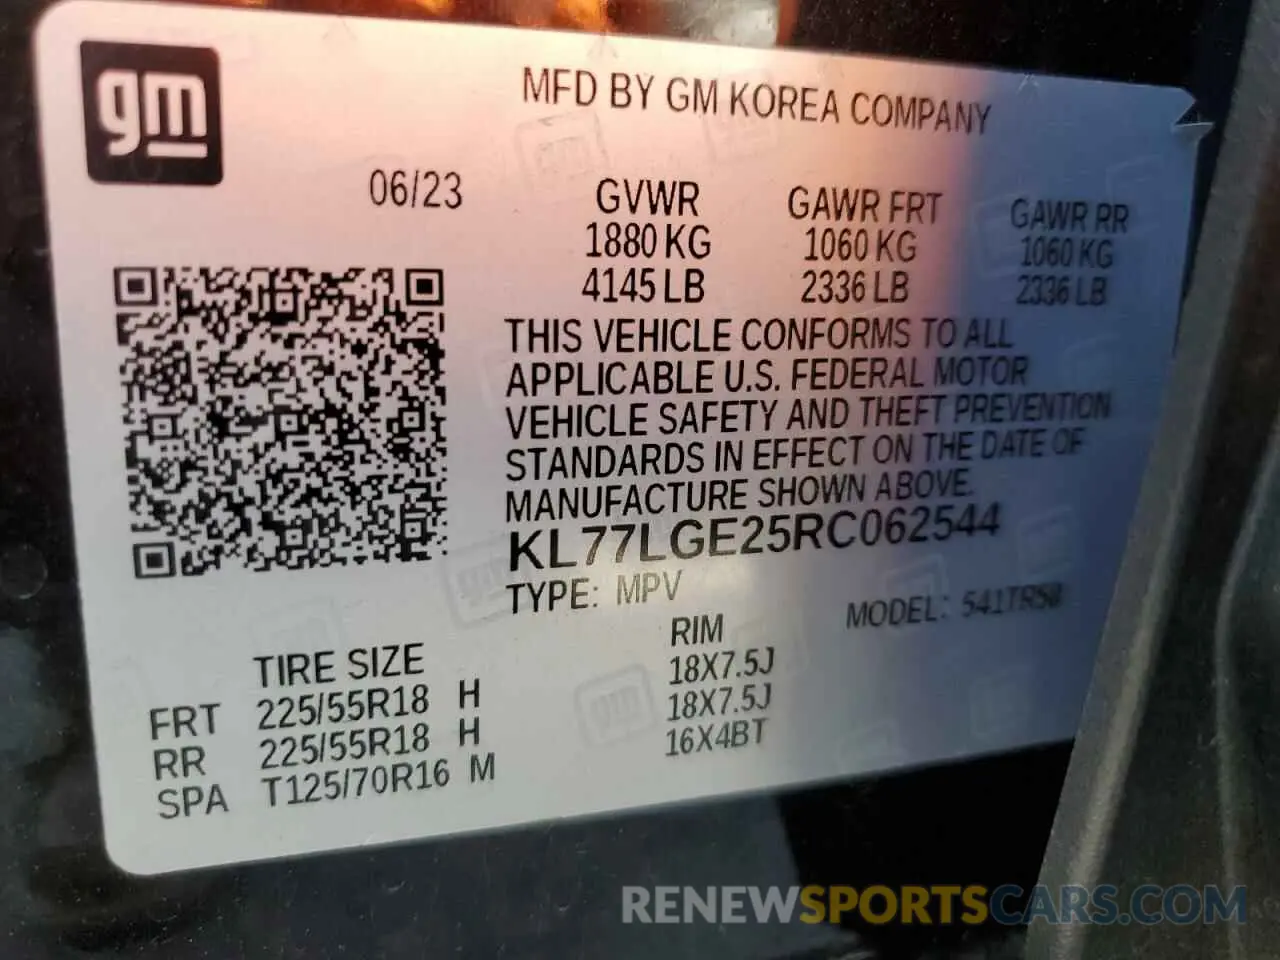 gm
MFD BY GM KOREA COMPANY
06/23
GVWR GAWR FRT GAWR RR
1880 KG 1060 KG 1060 KG
4145 LB 2336 LB 2336 LB
THIS VEHICLE CONFORMS TO ALL
APPLICABLE U.S. FEDERAL MOTOR
VEHICLE SAFETY AND THEFT PREVENTION
STANDARDS IN EFFECT ON THE DATE OF
MANUFACTURE SHOWN ABOVE.
KL77LGE25RC062544
TYPE: MPV MODEL:
TIRE SIZE RIM
FRT 225/55R18 H 18X7.5J
RR 225/55R18 H 18X7.5J
SPA T125/70R16 M 16X4BT
RENEWSPORTSCARS.COM